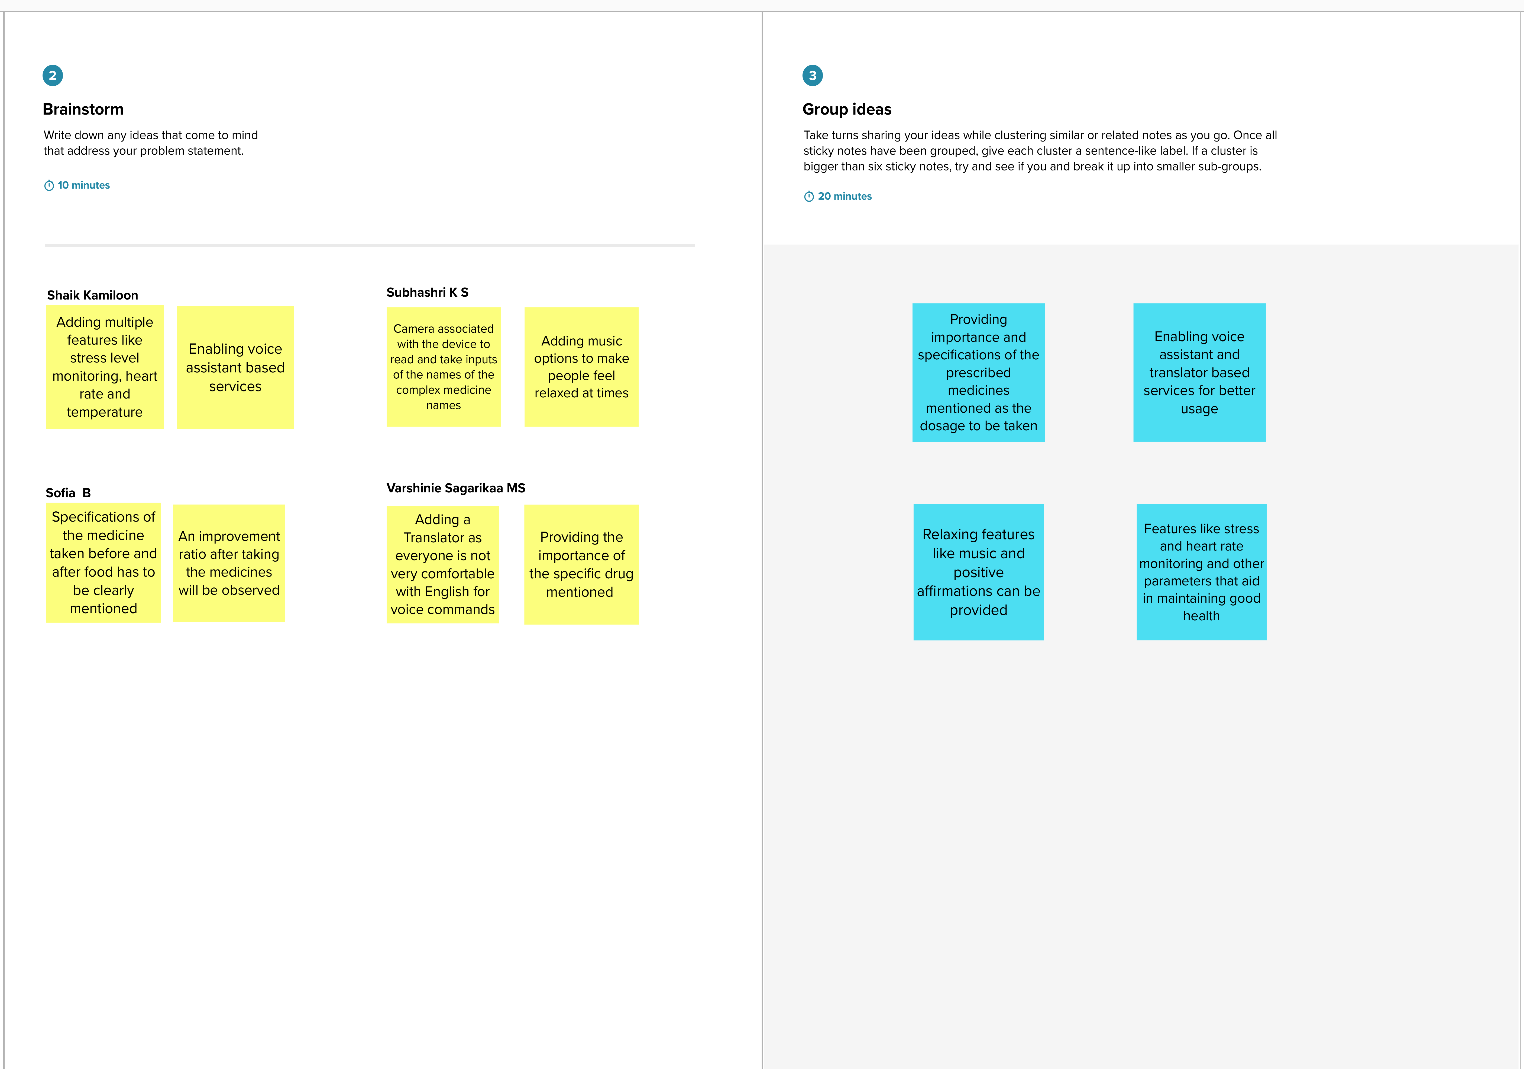 2
Brainstorm
Write down any ideas that come to mind
that address your problem statement.
10 minutes
Shaik Kamiloon
Adding multiple
features like
stress level
monitoring, heart
rate and
temperature
Enabling voice
assistant based
services
Subhashri K S
Camera associated
with the device to
read and take inputs
of the names of the
complex medicine
names
Adding music
options to make
people feel
relaxed at times
Sofia B
Specifications of
the medicine
taken before and
after food has to
be clearly
mentioned
An improvement
ratio after taking
the medicines
will be observed
Varshinie Sagarikaa MS
Adding a
Translator as
everyone is not
very comfortable
with English for
voice commands
Providing the
importance of
the specific drug
mentioned
3
Group ideas
Take turns sharing your ideas while clustering similar or related notes as you go. Once all
sticky notes have been grouped, give each cluster a sentence-like label. If a cluster is
bigger than six sticky notes, try and see if you and break it up into smaller sub-groups.
20 minutes
Providing
importance and
specifications of the
prescribed
medicines
mentioned as the
dosage to be taken
Enabling voice
assistant and
translator based
services for better
usage
Relaxing features
like music and
positive
affirmations can be
provided
Features like stress
and heart rate
monitoring and other
parameters that aid
in maintaining good
health